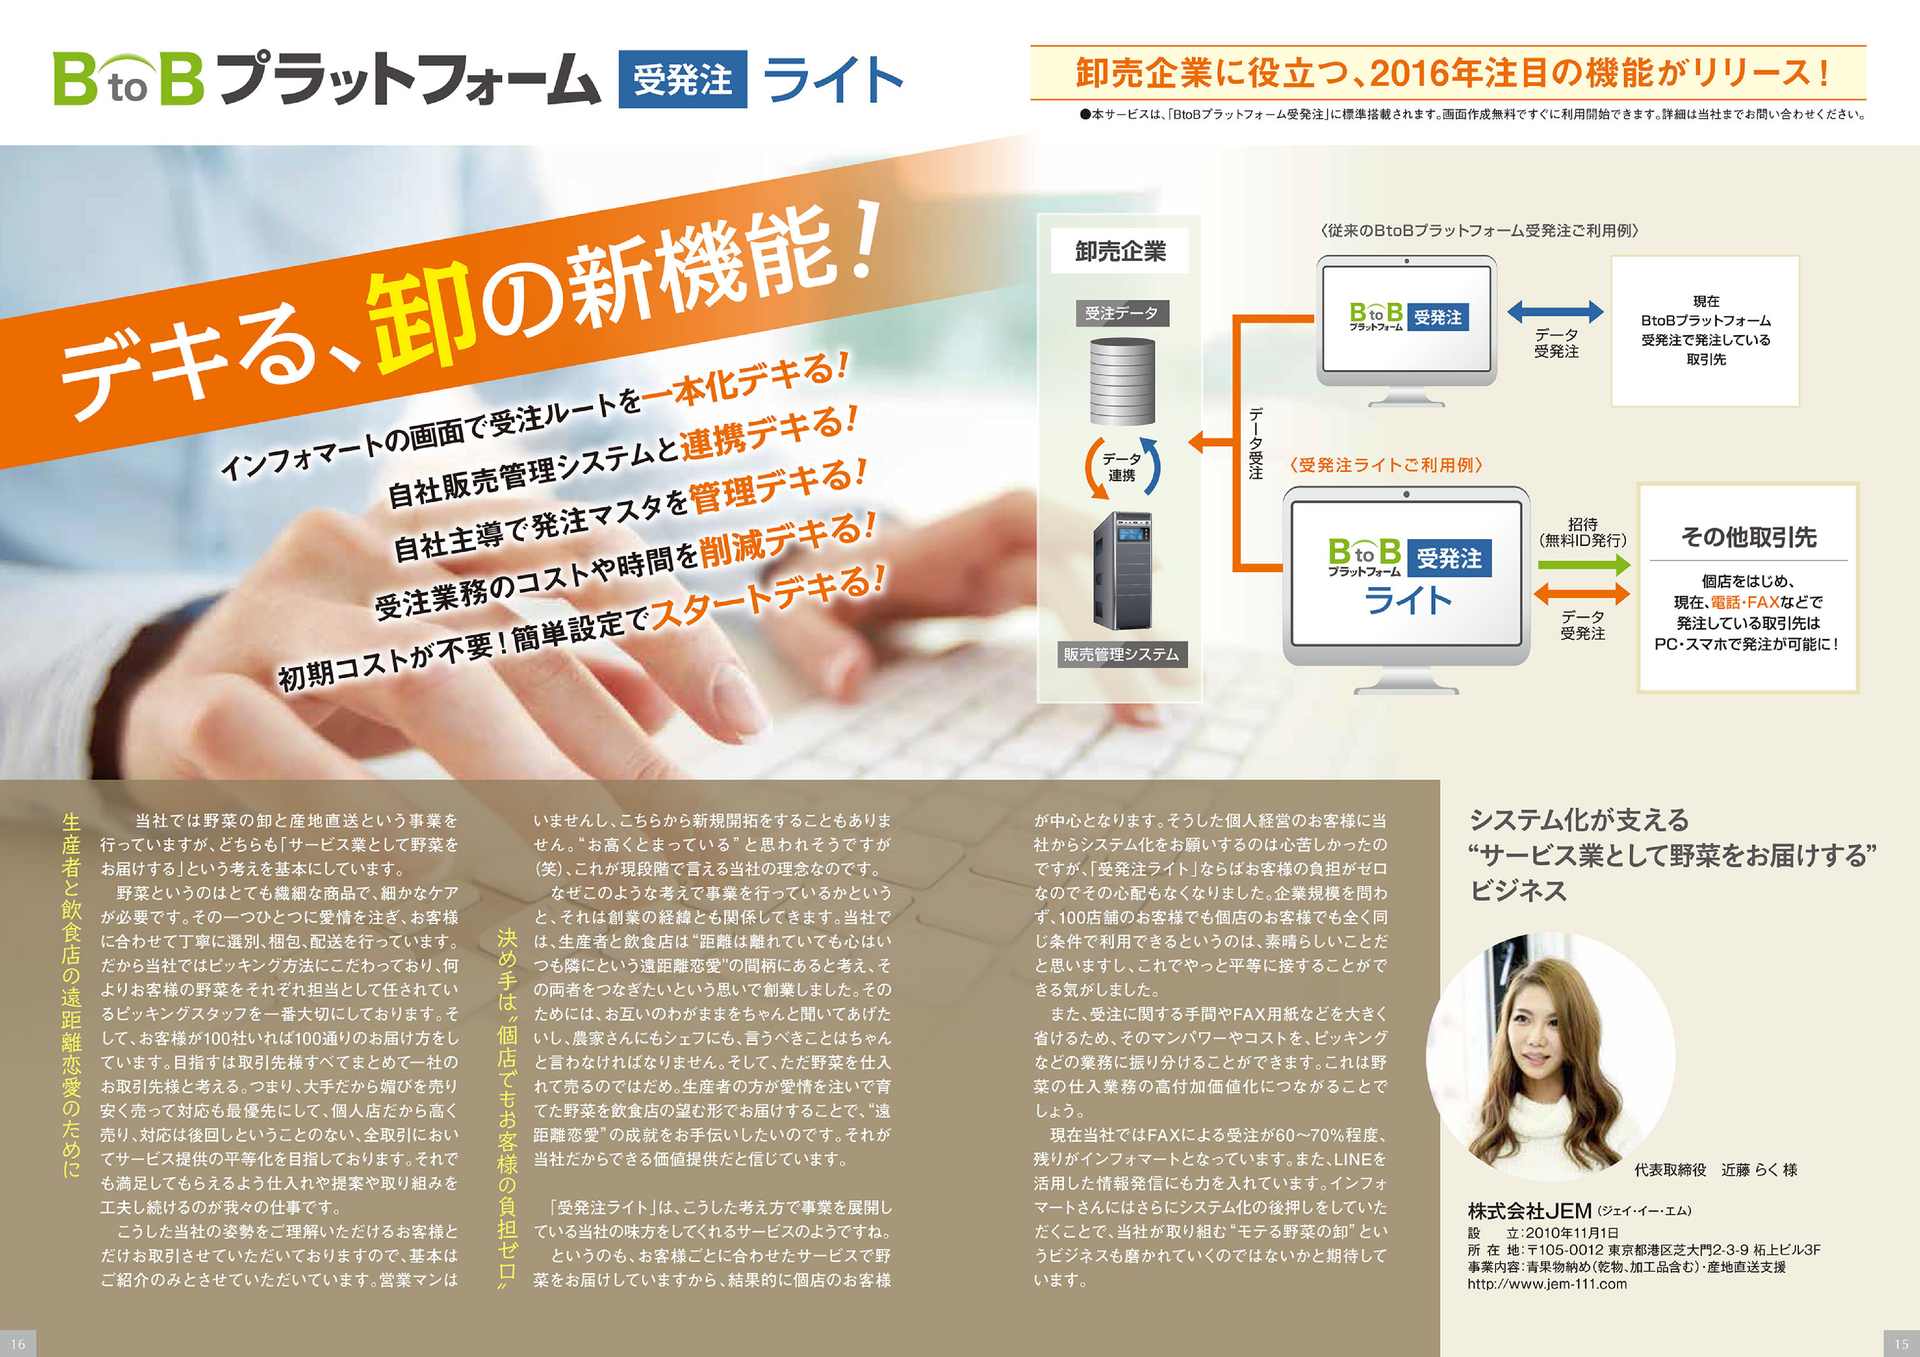 BtoBプラットフォーム 受発注 ライト
卸売企業に役立つ、2016年注目の機能がリリース！
●本サービスは、「BtoBプラットフォーム受発注」に標準搭載されます。画面作成無料ですぐに利用開始できます。詳細は当社までお問い合わせください。
デキる、卸の新機能！
インフォマートの画面で受注ルートを一本化デキる！
自社販売管理システムと連携デキる！
自社主導で発注マスタを管理デキる！
受注業務のコストや時間を削減デキる！
初期コストが不要！簡単設定でスタートデキる！
卸売企業
受注データ
データ
連携
販売管理システム
データ受注
〈従来のBtoBプラットフォーム受発注ご利用例〉
BtoB
プラットフォーム
受発注
データ
受発注
現在
BtoBプラットフォーム
受発注で発注している
取引先
〈受発注ライトご利用例〉
BtoB
プラットフォーム
受発注
ライト
招待
（無料ID発行）
データ
受発注
その他取引先
個店をはじめ、
現在、電話・FAXなどで
発注している取引先は
PC・スマホで発注が可能に！
生産者と飲食店の遠距離恋愛のために
当社では野菜の卸と産地直送という事業を
行っていますが、どちらも「サービス業として野菜を
お届けする」という考えを基本にしています。
野菜というのはとても繊細な商品で、細かなケア
が必要です。その一つひとつに愛情を注ぎ、お客様
に合わせて丁寧に選別、梱包、配送を行っています。
だから当社ではピッキング方法にこだわっており、何
よりお客様の野菜をそれぞれ担当として任されてい
るピッキングスタッフを一番大切にしております。そ
して、お客様が100社いれば100通りのお届け方をし
ています。目指すは取引先様すべてまとめて一社の
お取引先様と考える。つまり、大手だから媚びを売り
安く売って対応も最優先にして、個人店だから高く
売り、対応は後回しということのない、全取引におい
てサービス提供の平等化を目指しております。それで
も満足してもらえるよう仕入れや提案や取り組みを
工夫し続けるのが我々の仕事です。
こうした当社の姿勢をご理解いただけるお客様と
だけお取引させていただいておりますので、基本は
ご紹介のみとさせていただいています。営業マンは
いませんし、こちらから新規開拓をすることもありま
せん。“お高くとまっている”と思われそうですが
（笑）、これが現段階で言える当社の理念なのです。
なぜこのような考えで事業を行っているかという
と、それは創業の経緯とも関係してきます。当社で
は、生産者と飲食店は“距離は離れていても心はい
つも隣にという遠距離恋愛”の間柄にあると考え、そ
の両者をつなぎたいという思いで創業しました。その
ためには、お互いのわがままをちゃんと聞いてあげた
いし、農家さんにもシェフにも、言うべきことはちゃん
と言わなければなりません。そして、ただ野菜を仕入
れて売るのではだめ。生産者の方が愛情を注いで育
てた野菜を飲食店の望む形でお届けすることで、“遠
距離恋愛”の成就をお手伝いしたいのです。それが
当社だからできる価値提供だと信じています。
決め手は“個店でもお客様の負担ゼロ”
「受発注ライト」は、こうした考え方で事業を展開し
ている当社の味方をしてくれるサービスのようですね。
というのも、お客様ごとに合わせたサービスで野
菜をお届けしていますから、結果的に個店のお客様
が中心となります。そうした個人経営のお客様に当
社からシステム化をお願いするのは心苦しかったの
ですが、「受発注ライト」ならばお客様の負担がゼロ
なのでその心配もなくなりました。企業規模を問わ
ず、100店舗のお客様でも個店のお客様でも全く同
じ条件で利用できるというのは、素晴らしいことだ
と思いますし、これでやっと平等に接することがで
きる気がしました。
また、受注に関する手間やFAX用紙などを大きく
省けるため、そのマンパワーやコストを、ピッキング
などの業務に振り分けることができます。これは野
菜の仕入業務の高付加価値化につながることで
しょう。
現在当社ではFAXによる受注が60〜70%程度、
残りがインフォマートとなっています。また、LINEを
活用した情報発信にも力を入れています。インフォ
マートさんにはさらにシステム化の後押しをしていた
だくことで、当社が取り組む“モテる野菜の卸”とい
うビジネスも磨かれていくのではないかと期待して
います。
システム化が支える
“サービス業として野菜をお届けする”
ビジネス
代表取締役 近藤 らく 様
株式会社JEM（ジェイ・イー・エム）
設 立：2010年11月1日
所 在 地：〒105-0012 東京都港区芝大門2-3-9 柘上ビル3F
事業内容：青果物納め（乾物、加工品含む）・産地直送支援
http://www.jem-111.com
16
15